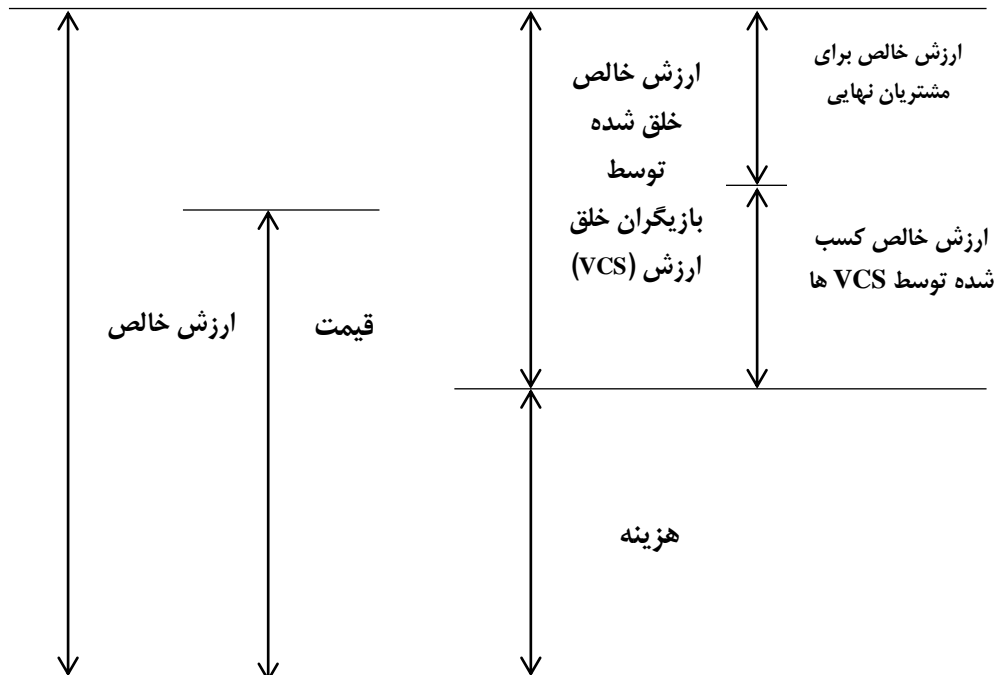 ارزش خالص برای
مشتریان نهایی
ارزش خالص
خلق شده
توسط
بازیگران خلق
ارزش (VCS)
ارزش خالص کسب
شده توسط VCS ها
قیمت
ارزش خالص
هزینه